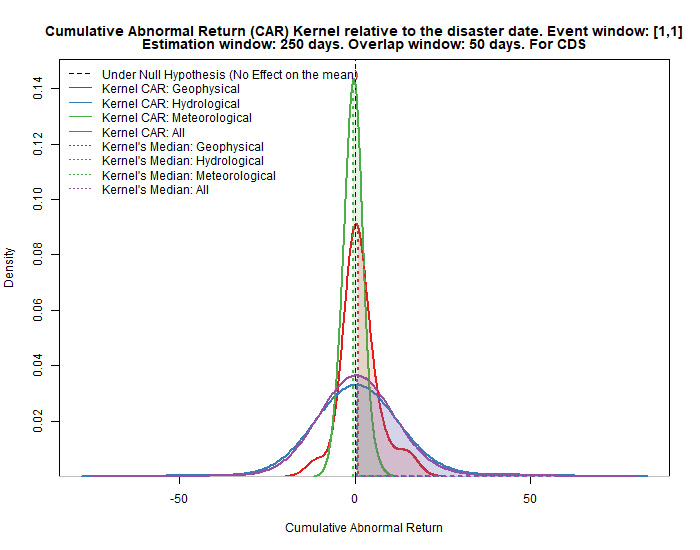 Cumulative Abnormal Return (CAR) Kernel relative to the disaster date. Event window: [1,1]
Estimation window: 250 days. Overlap window: 50 days. For CDS
Under Null Hypothesis (No Effect on the mean)
Kernel CAR: Geophysical
Kernel CAR: Hydrological
Kernel CAR: Meteorological
Kernel CAR: All
Kernel's Median: Geophysical
Kernel's Median: Hydrological
Kernel's Median: Meteorological
Kernel's Median: All
Density
0.14
0.12
0.10
0.08
0.06
0.04
0.02
-50
0
50
Cumulative Abnormal Return